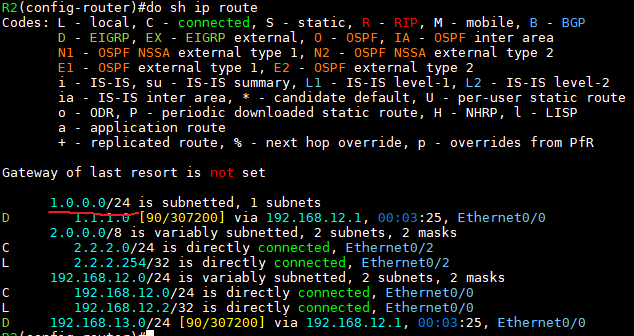 R2(config-router)#do sh ip route
Codes: L - local, C - connected, S - static, R - RIP, M - mobile, B - BGP
D - EIGRP, EX - EIGRP external, O - OSPF, IA - OSPF inter area
N1 - OSPF NSSA external type 1, N2 - OSPF NSSA external type 2
E1 - OSPF external type 1, E2 - OSPF external type 2
i - IS-IS, su - IS-IS summary, L1 - IS-IS level-1, L2 - IS-IS level-2
ia - IS-IS inter area, * - candidate default, U - per-user static route
o - ODR, P - periodic downloaded static route, H - NHRP, l - LISP
a - application route
+ - replicated route, % - next hop override, p - overrides from PfR
Gateway of last resort is not set
1.0.0.0/24 is subnetted, 1 subnets
D 1.1.1.0 [90/307200] via 192.168.12.1, 00:03:25, Ethernet0/0
2.0.0.0/8 is variably subnetted, 2 subnets, 2 masks
C 2.2.2.0/24 is directly connected, Ethernet0/2
L 2.2.2.254/32 is directly connected, Ethernet0/2
192.168.12.0/24 is variably subnetted, 2 subnets, 2 masks
C 192.168.12.0/24 is directly connected, Ethernet0/0
L 192.168.12.2/32 is directly connected, Ethernet0/0
D 192.168.13.0/24 [90/307200] via 192.168.12.1, 00:03:25, Ethernet0/0
R2(config-router)#